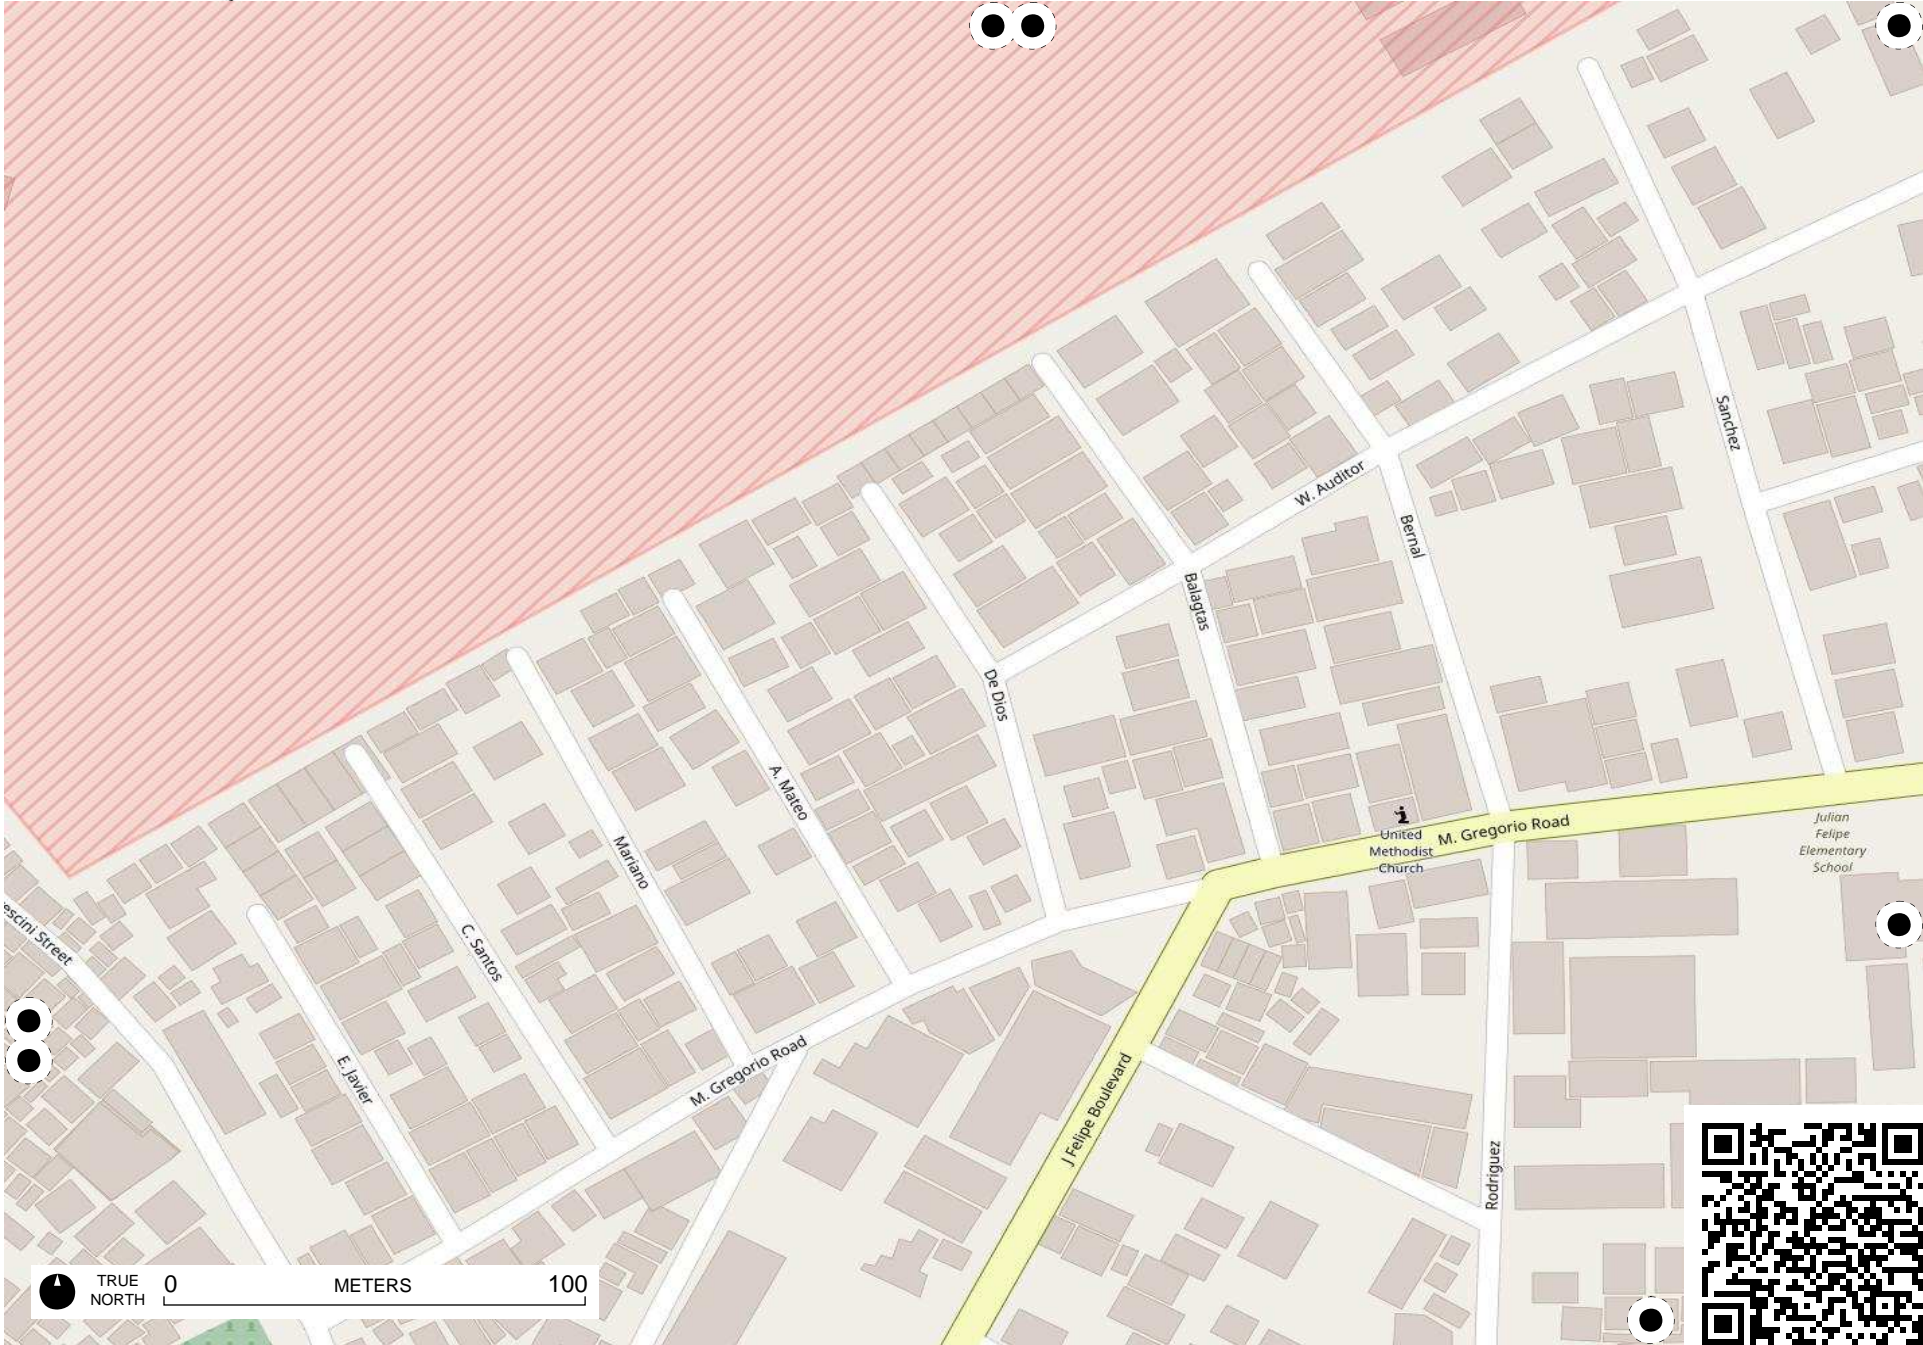 Sanchez
W. Auditor
Bernal
Balagtas
De Dios
A. Mateo
Mariano
United
Methodist
Church
M. Gregorio Road
Julian
Felipe
Elementary
School
escini Street
C. Santos
E. Javier
M. Gregorio Road
J Felipe Boulevard
Rodriguez
TRUE
NORTH
0 METERS 100